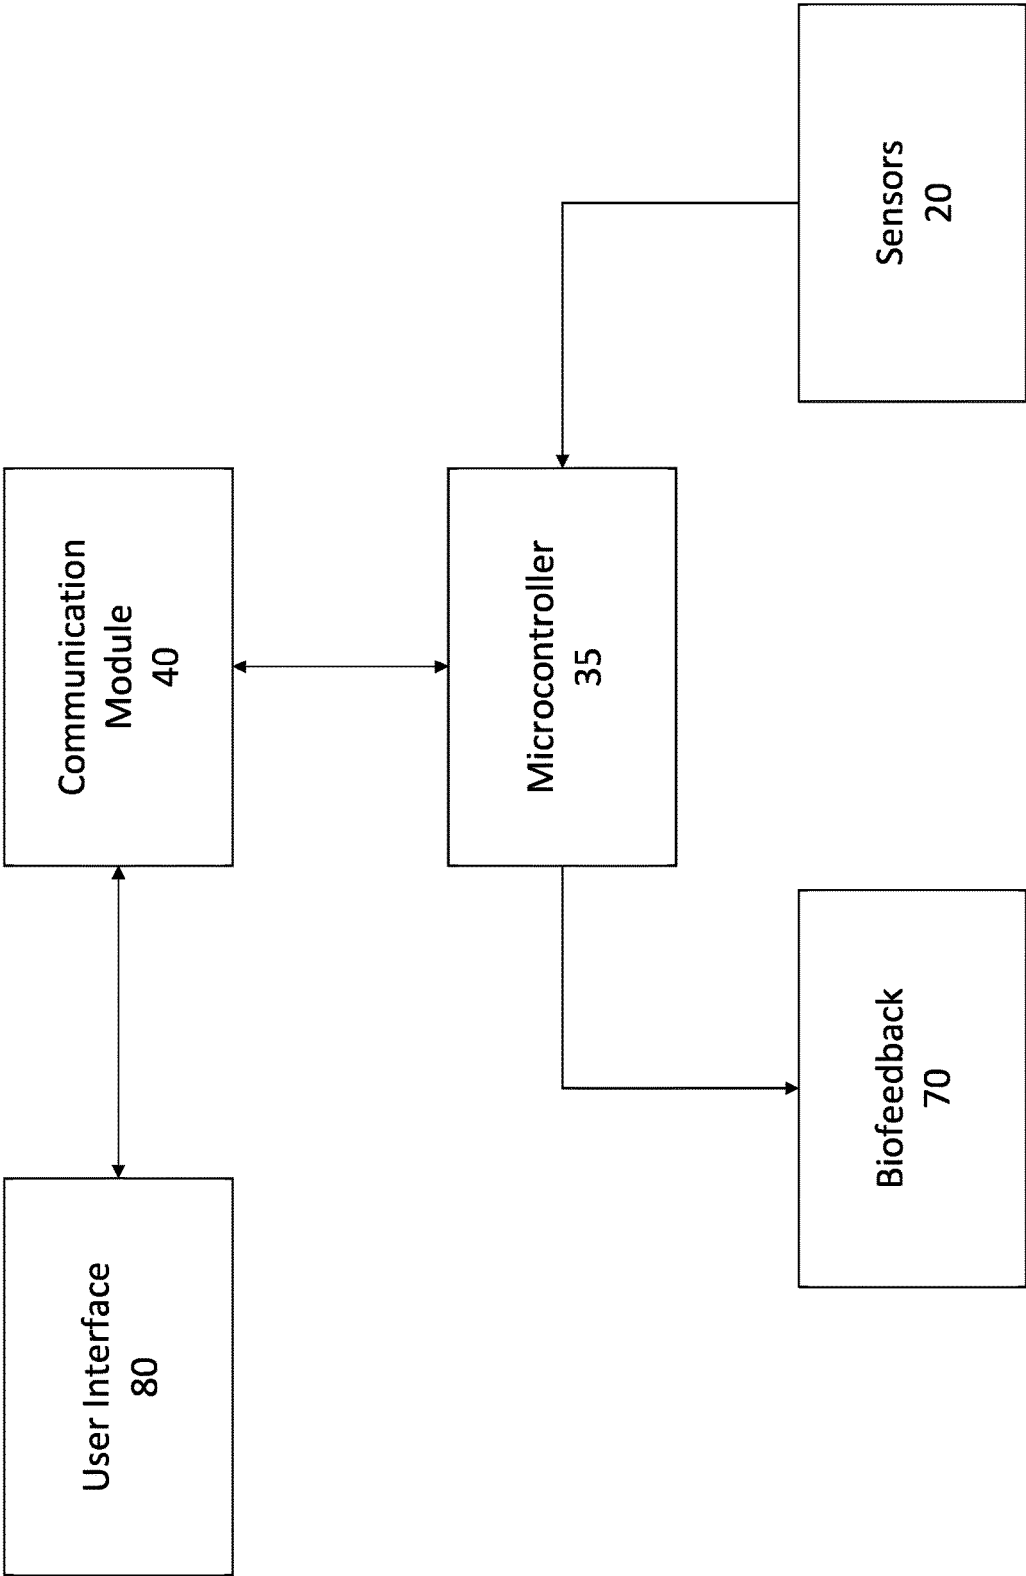 User Interface
80
Communication
Module
40
Microcontroller
35
Biofeedback
70
Sensors
20